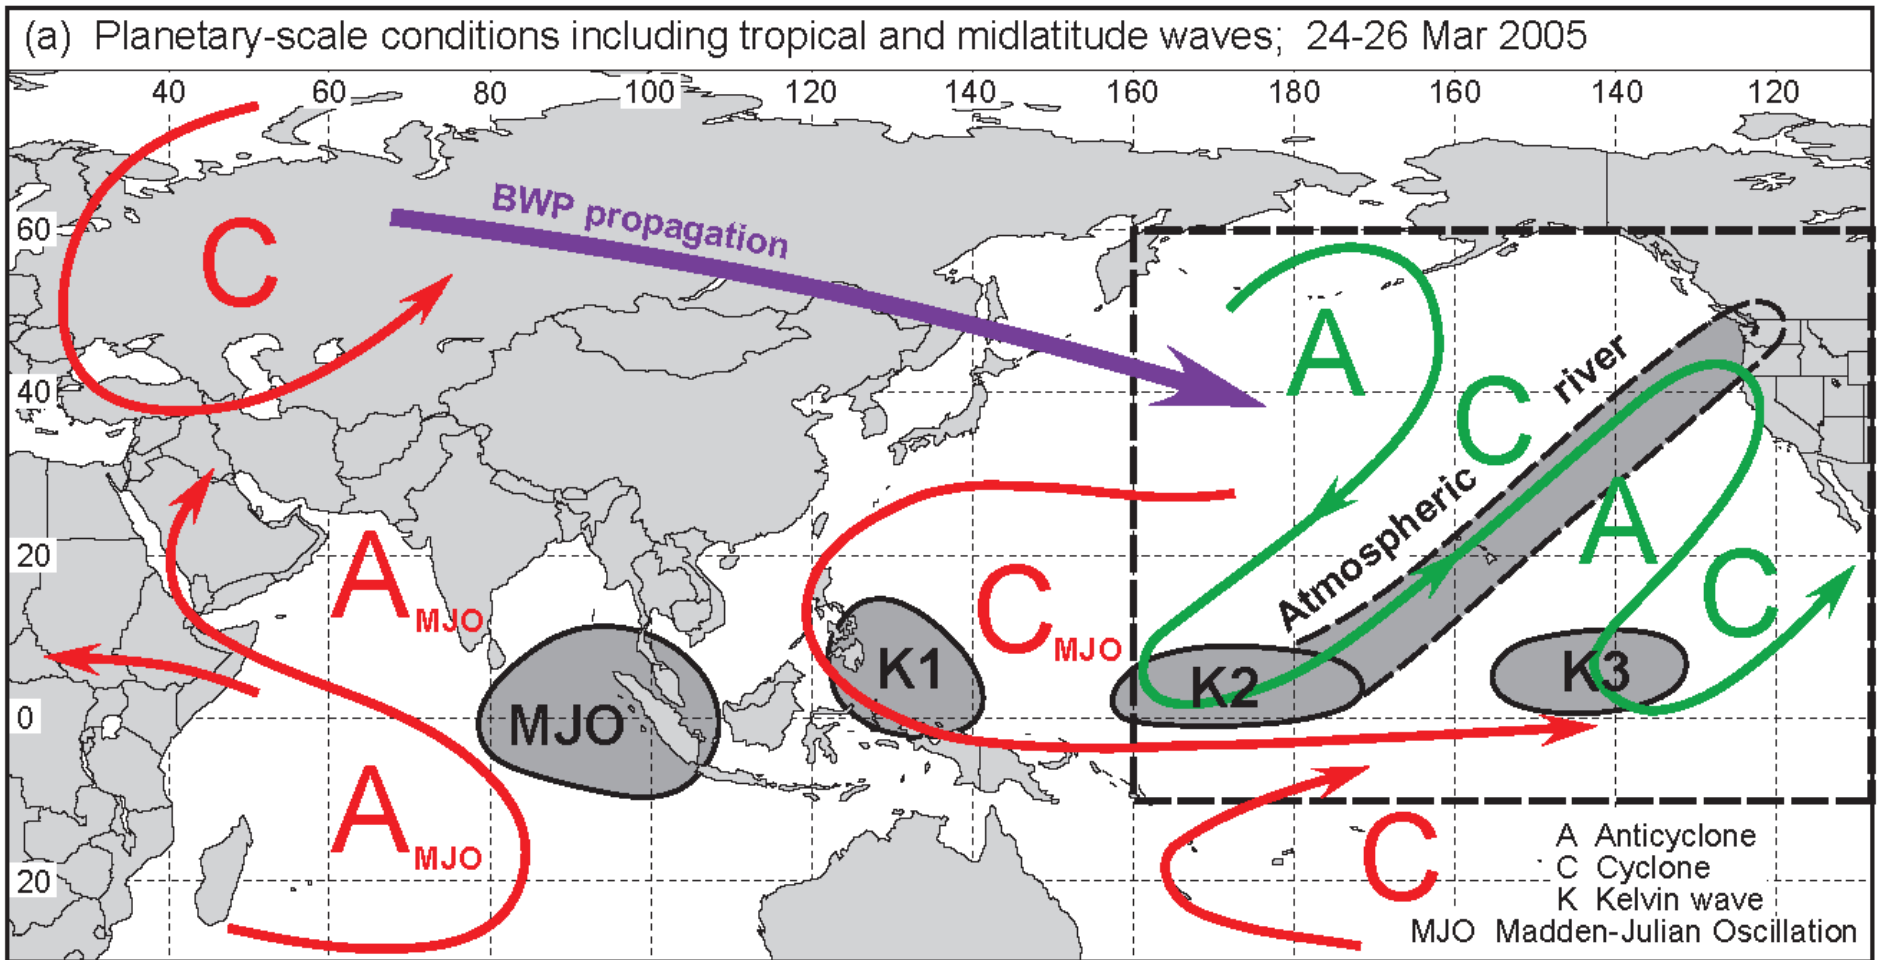 (a) Planetary-scale conditions including tropical and midlatitude waves; 24-26 Mar 2005
40 60 80 100 120 140 160 180 160 140 120
BWP propagation
60
C
A
40
C
river
Atmospheric
A
20
A MJO
C MJO
C
K1
K2
K3
0
MJO
A MJO
C
20
A Anticyclone
C Cyclone
K Kelvin wave
MJO Madden-Julian Oscillation